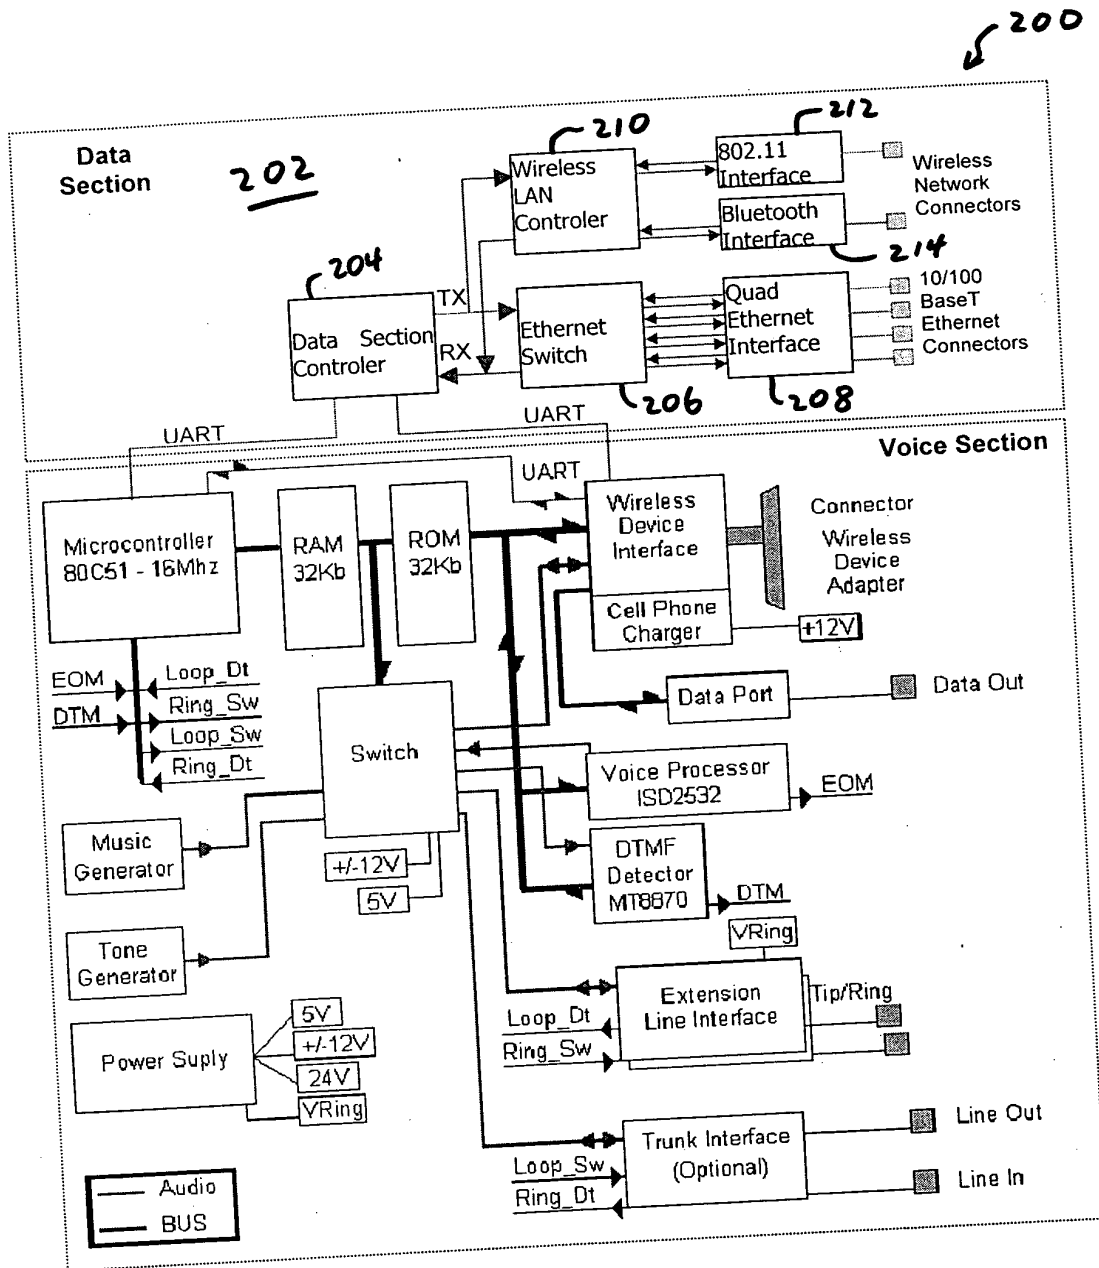 200
Data
Section
202
210
212
Wireless
LAN
Controler
802.11
Interface
Bluetooth
Interface
214
Wireless
Network
Connectors
204
TX
RX
Data Section
Controler
Ethernet
Switch
206
Quad
Ethernet
Interface
208
10/100
BaseT
Ethernet
Connectors
UART
UART
Voice Section
UART
Microcontroller
80C51 - 16Mhz
RAM
32Kb
ROM
32Kb
Wireless
Device
Interface
Cell Phone
Charger
Connector
Wireless
Device
Adapter
+12V
EOM
DTM
Loop_Dt
Ring_Sw
Loop_Sw
Ring_Dt
Data Port
Data Out
Switch
Voice Processor
ISD2532
EOM
Music
Generator
+/-12V
5V
DTMF
Detector
MT8870
DTM
VRing
Tone
Generator
Extension
Line Interface
Tip/Ring
Loop_Dt
Ring_Sw
Power Suply
5V
+/-12V
24V
VRing
Trunk Interface
(Optional)
Line Out
Line In
Loop_Sw
Ring_Dt
Audio
BUS